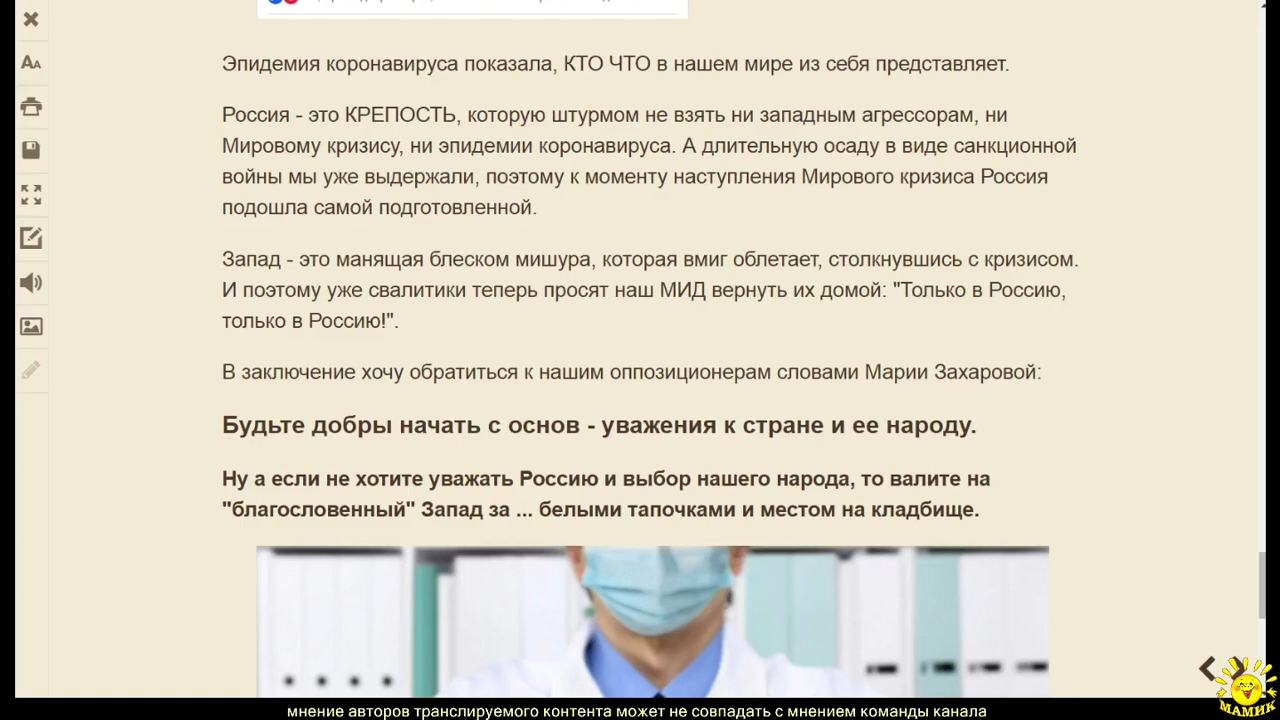 Эпидемия коронавируса показала, КТО ЧТО в нашем мире из себя представляет.
Россия - это КРЕПОСТЬ, которую штурмом не взять ни западным агрессорам, ни
Мировому кризису, ни эпидемии коронавируса. А длительную осаду в виде санкционной
войны мы уже выдержали, поэтому к моменту наступления Мирового кризиса Россия
подошла самой подготовленной.
Запад - это манящая блеском мишура, которая вмиг облетает, столкнувшись с кризисом.
И поэтому уже свалитики теперь просят наш МИД вернуть их домой: "Только в Россию,
только в Россию!".
В заключение хочу обратиться к нашим оппозиционерам словами Марии Захаровой:
Будьте добры начать с основ - уважения к стране и ее народу.
Ну а если не хотите уважать Россию и выбор нашего народа, то валите на
"благословенный" Запад за ... белыми тапочками и местом на кладбище.
МАМИК
мнение авторов транслируемого контента может не совпадать с мнением команды канала